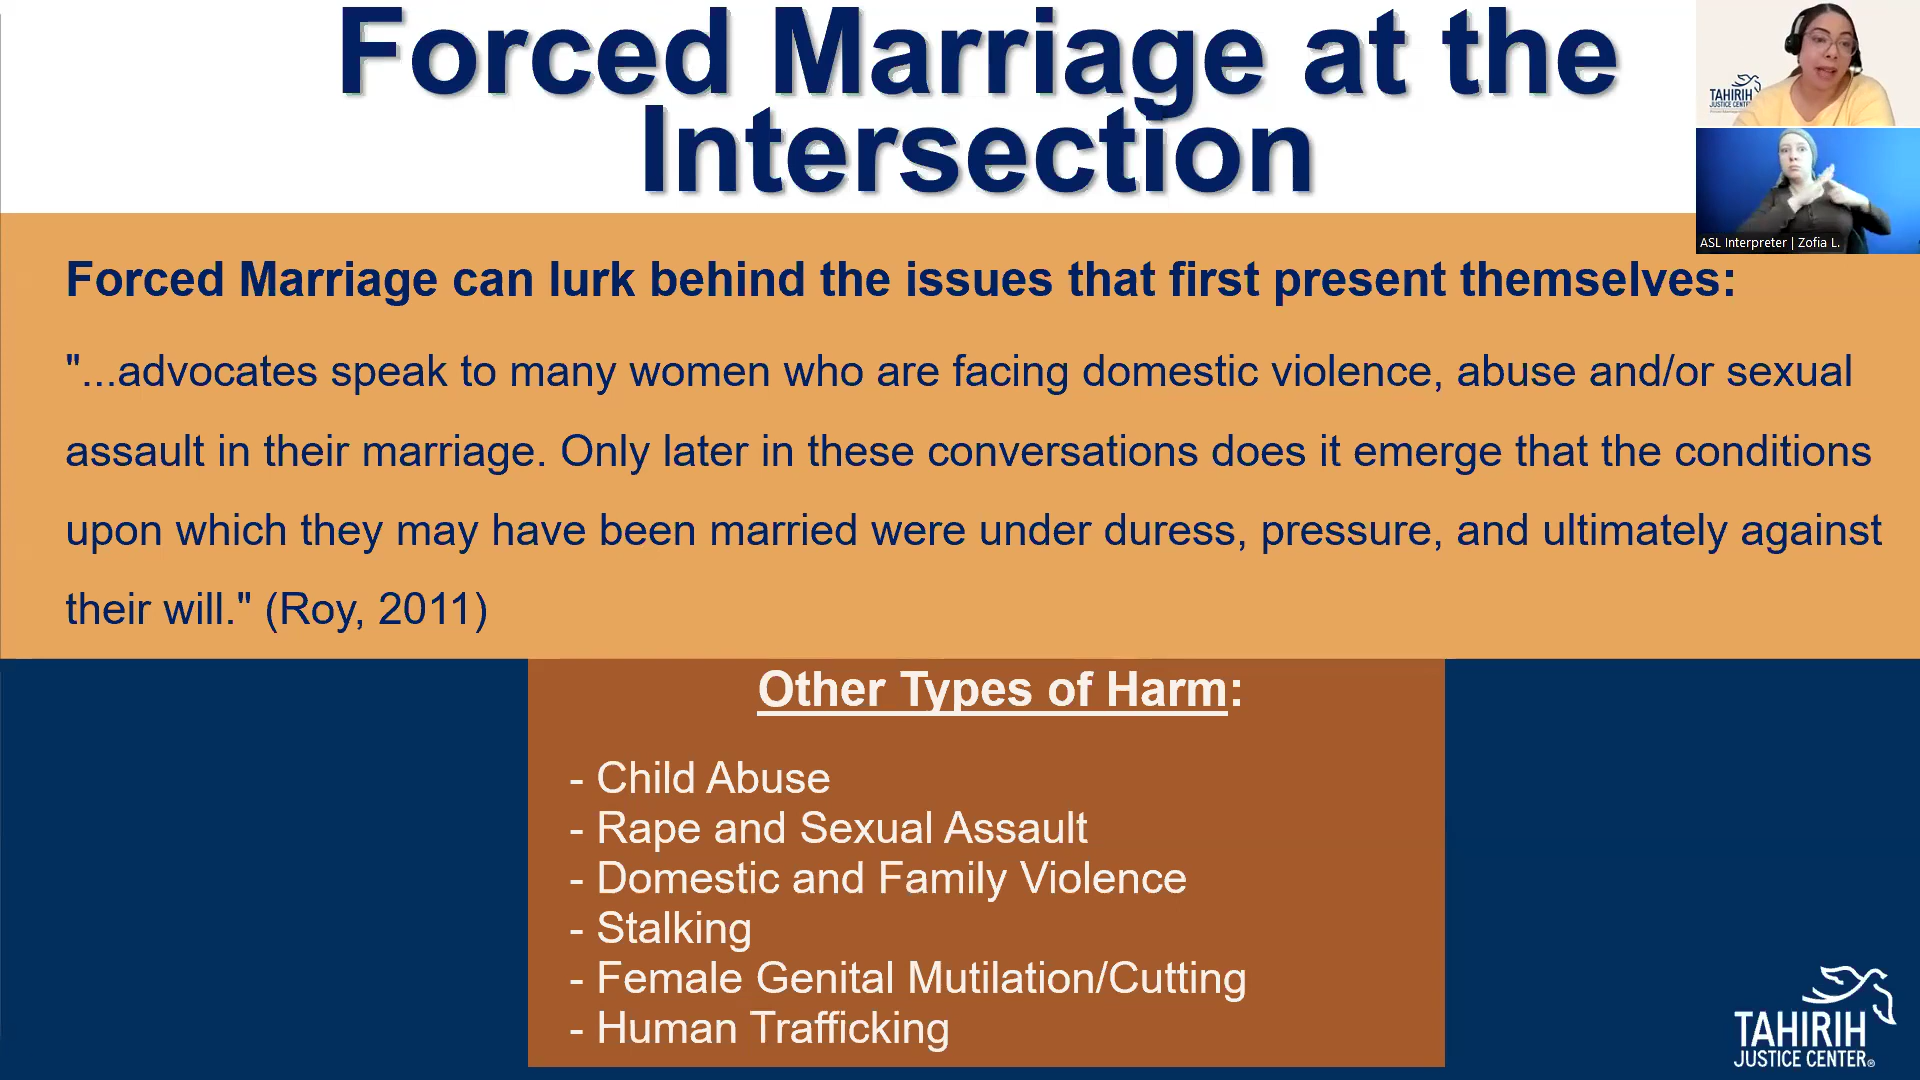 Forced Marriage at the
Intersection
TAHIRIH
JUSTICE CENTER
ASL Interpreter | Zofia L.
Forced Marriage can lurk behind the issues that first present themselves:
"...advocates speak to many women who are facing domestic violence, abuse and/or sexual
assault in their marriage. Only later in these conversations does it emerge that the conditions
upon which they may have been married were under duress, pressure, and ultimately against
their will." (Roy, 2011)
Other Types of Harm:
- Child Abuse
- Rape and Sexual Assault
- Domestic and Family Violence
- Stalking
- Female Genital Mutilation/Cutting
- Human Trafficking
TAHIRIH
JUSTICE CENTER®